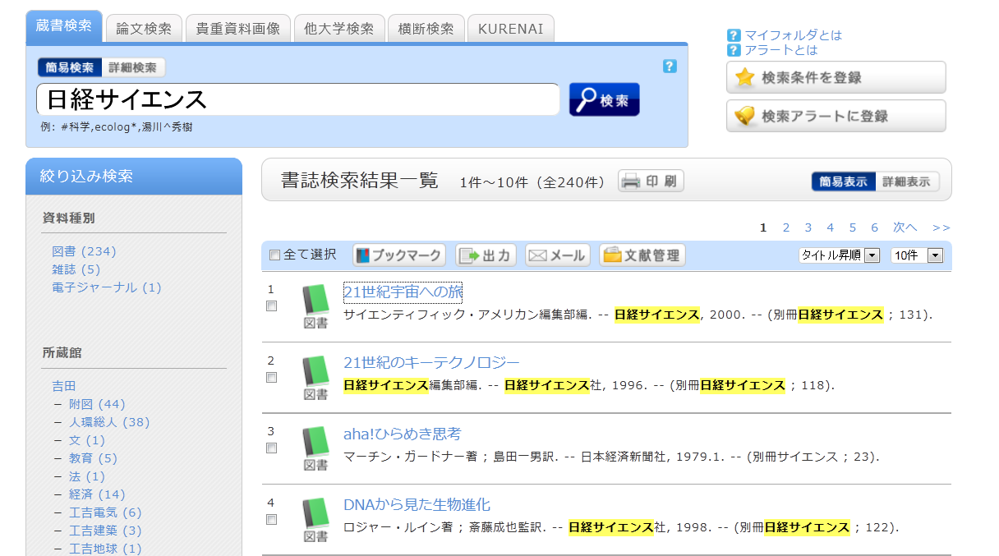 蔵書検索 論文検索 貴重資料画像 他大学検索 横断検索 KURENAI
簡易検索 詳細検索 ?
日経サイエンス 検索
例: #科学,ecolog*,湯川^秀樹
? マイフォルダとは
? アラートとは
検索条件を登録
検索アラートに登録
絞り込み検索
資料種別
図書 (234)
雑誌 (5)
電子ジャーナル (1)
所蔵館
吉田
− 附図 (44)
− 人環総人 (38)
− 文 (1)
− 教育 (5)
− 法 (1)
− 経済 (14)
− 工吉電気 (6)
− 工吉建築 (3)
− 工吉地球 (1)
書誌検索結果一覧 1件～10件（全240件） 印刷 簡易表示 詳細表示
1 2 3 4 5 6 次へ >>
全て選択 ブックマーク 出力 メール 文献管理 タイトル昇順 10件
1 図書 21世紀宇宙への旅
サイエンティフィック・アメリカン編集部編. -- 日経サイエンス, 2000. -- (別冊日経サイエンス ; 131).
2 図書 21世紀のキーテクノロジー
日経サイエンス編集部編. -- 日経サイエンス社, 1996. -- (別冊日経サイエンス ; 118).
3 図書 aha!ひらめき思考
マーチン・ガードナー著 ; 島田一男訳. -- 日本経済新聞社, 1979.1. -- (別冊サイエンス ; 23).
4 図書 DNAから見た生物進化
ロジャー・ルイン著 ; 斎藤成也監訳. -- 日経サイエンス社, 1998. -- (別冊日経サイエンス ; 122).